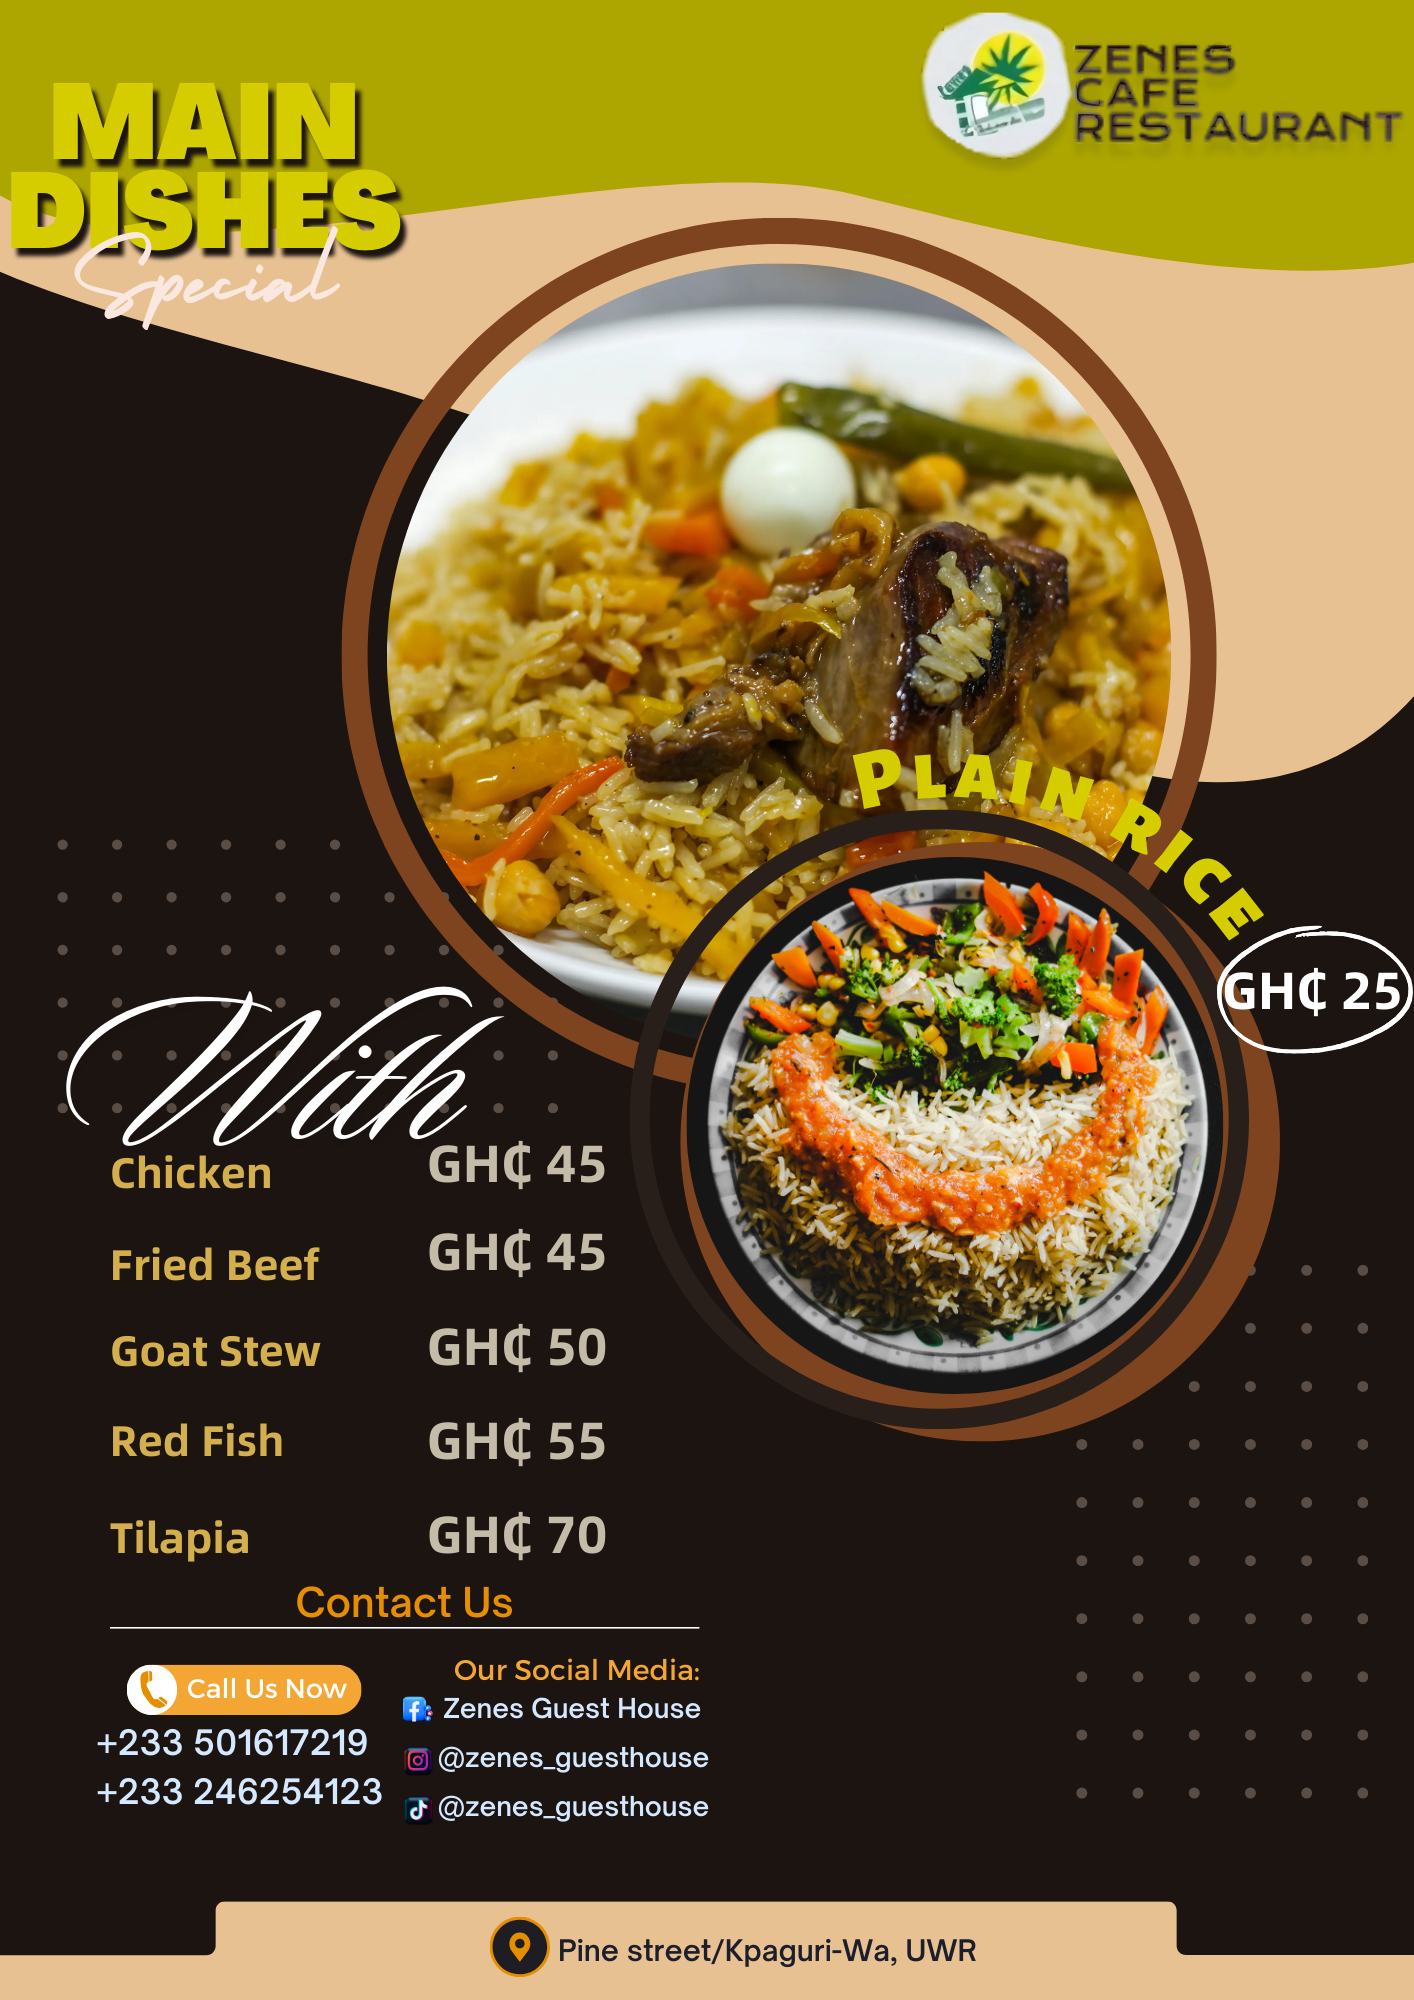 ZENES
CAFE
RESTAURANT
MAIN
DISHES
Special
PLAIN RICE
GH₵ 25
With
Chicken GH₵ 45
Fried Beef GH₵ 45
Goat Stew GH₵ 50
Red Fish GH₵ 55
Tilapia GH₵ 70
Contact Us
Call Us Now
+233 501617219
+233 246254123
Our Social Media:
Zenes Guest House
@zenes_guesthouse
@zenes_guesthouse
Pine street/Kpaguri-Wa, UWR